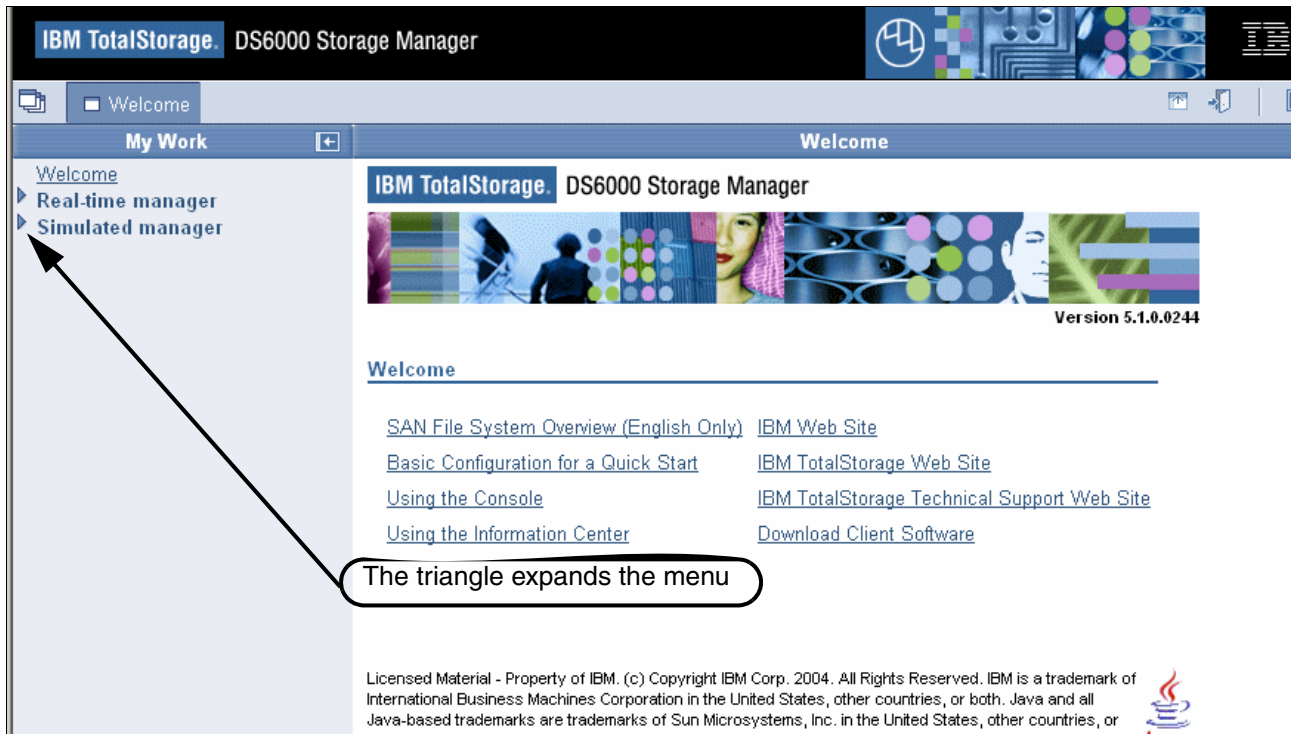 IBM TotalStorage. DS6000 Storage Manager
IBM
Welcome
My Work
Welcome
Welcome
Real-time manager
Simulated manager
IBM TotalStorage. DS6000 Storage Manager
Version 5.1.0.0244
Welcome
SAN File System Overview (English Only) IBM Web Site
Basic Configuration for a Quick Start IBM TotalStorage Web Site
Using the Console IBM TotalStorage Technical Support Web Site
Using the Information Center Download Client Software
The triangle expands the menu
Licensed Material - Property of IBM. (c) Copyright IBM Corp. 2004. All Rights Reserved. IBM is a trademark of
International Business Machines Corporation in the United States, other countries, or both. Java and all
Java-based trademarks are trademarks of Sun Microsystems, Inc. in the United States, other countries, or